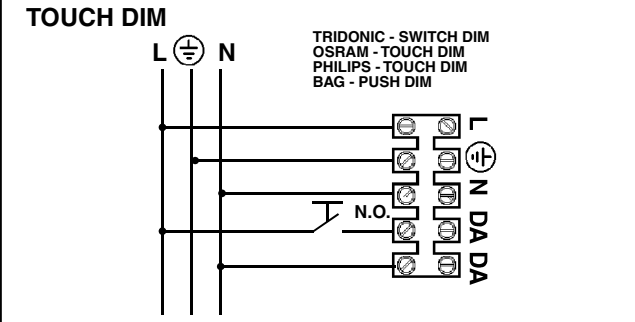 TOUCH DIM
L N
TRIDONIC - SWITCH DIM
OSRAM - TOUCH DIM
PHILIPS - TOUCH DIM
BAG - PUSH DIM
L
N
N.O.
DA
DA